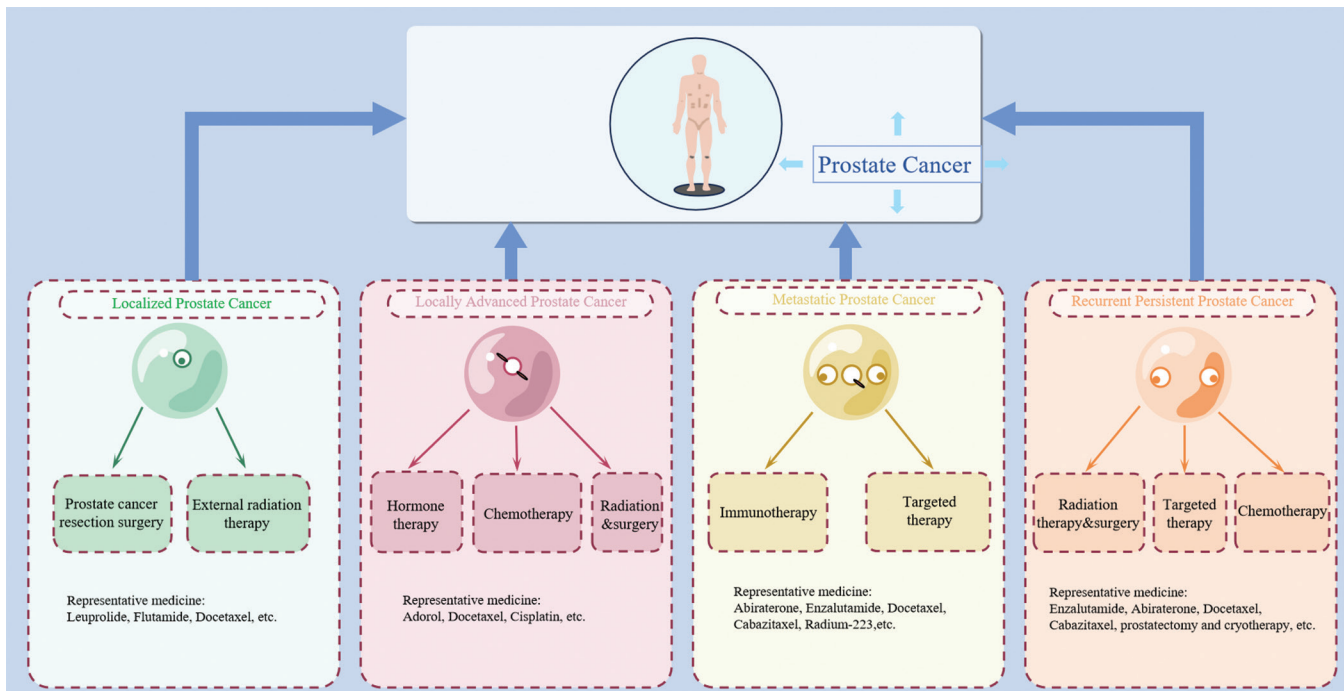 Prostate Cancer
Localized Prostate Cancer
Prostate cancer
resection surgery
External radiation
therapy
Representative medicine:
Leuprolide, Flutamide, Docetaxel, etc.
Locally Advanced Prostate Cancer
Hormone
therapy
Chemotherapy
Radiation
&surgery
Representative medicine:
Adorol, Docetaxel, Cisplatin, etc.
Metastatic Prostate Cancer
Immunotherapy
Targeted
therapy
Representative medicine:
Abiraterone, Enzalutamide, Docetaxel,
Cabazitaxel, Radium-223,etc.
Recurrent Persistent Prostate Cancer
Radiation
therapy&surgery
Targeted
therapy
Chemotherapy
Representative medicine:
Enzalutamide, Abiraterone, Docetaxel,
Cabazitaxel, prostatectomy and cryotherapy, etc.